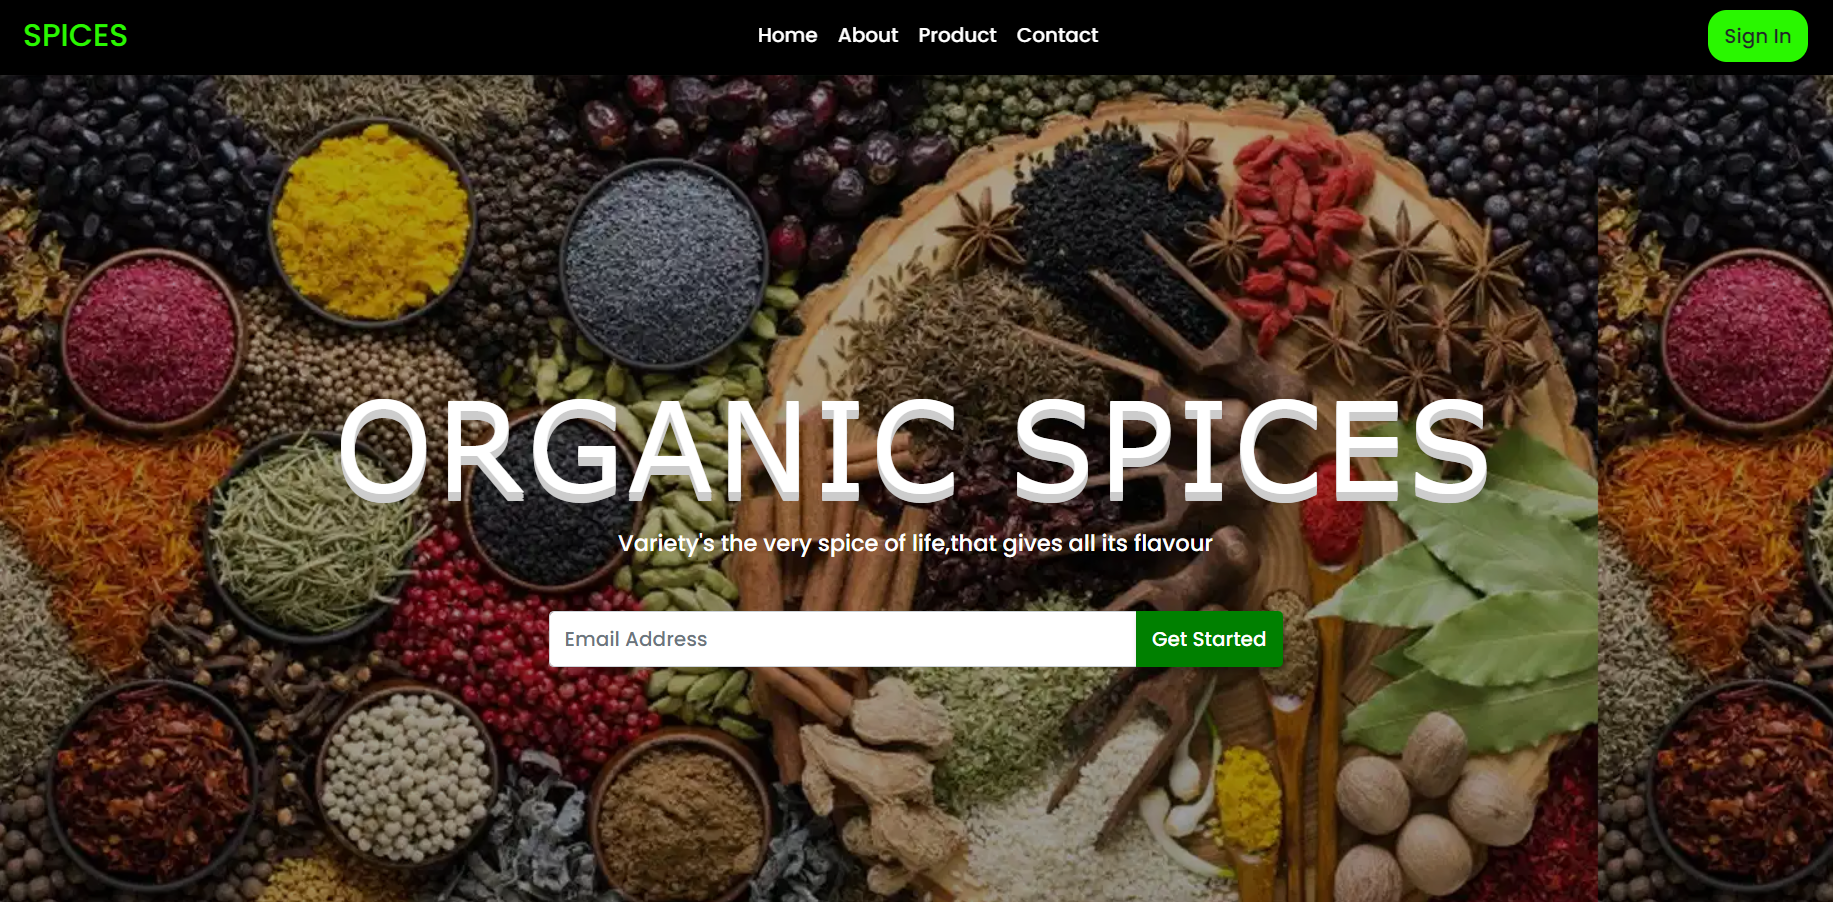 SPICES
Home About Product Contact
Sign In
ORGANIC SPICES
Variety's the very spice of life,that gives all its flavour
Email Address
Get Started